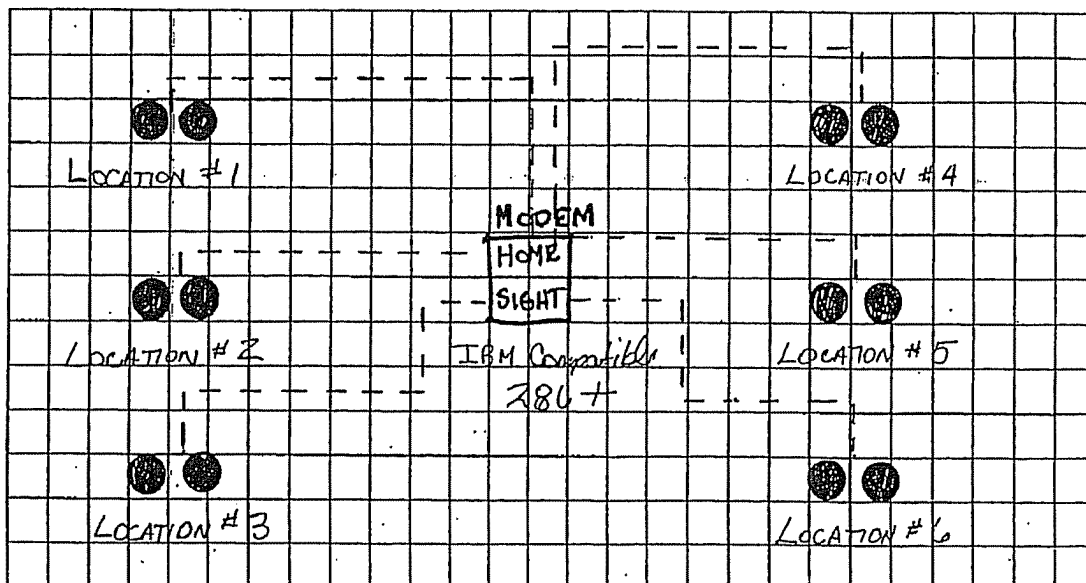 LOCATION #1
LOCATION #4
MODEM
HOME
SIGHT
LOCATION #2
IBM Compatible
286+
LOCATION #5
LOCATION #3
LOCATION #6